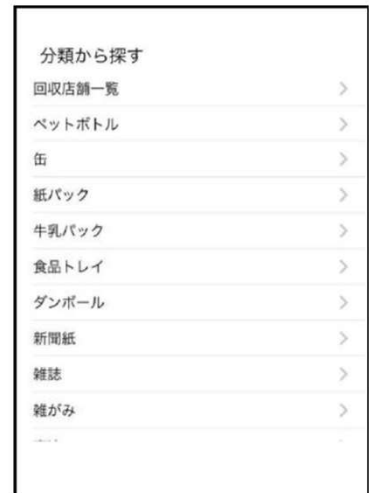 分類から探す
回収店舗一覧
ペットボトル
缶
紙パック
牛乳パック
食品トレイ
ダンボール
新聞紙
雑誌
雑がみ